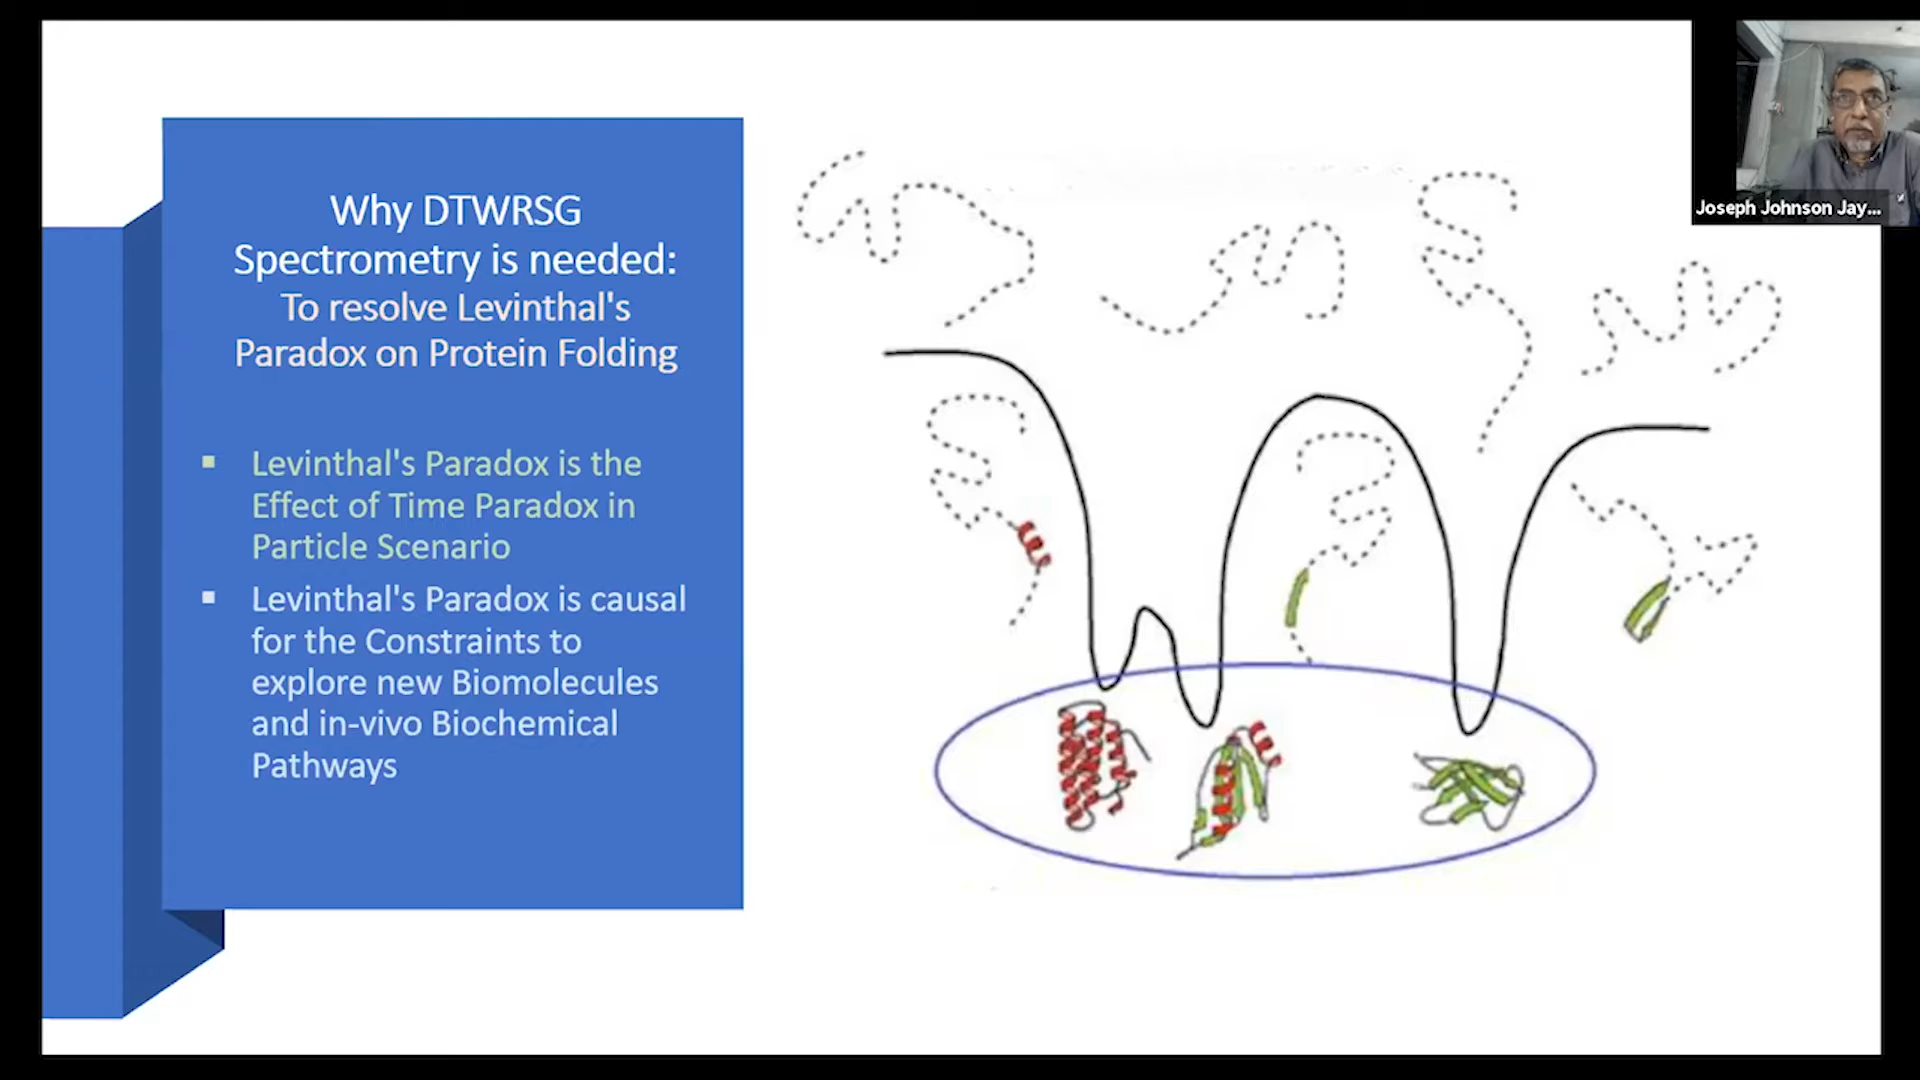 Why DTWRSG
Spectrometry is needed:
To resolve Levinthal's
Paradox on Protein Folding
▪ Levinthal's Paradox is the
Effect of Time Paradox in
Particle Scenario
▪ Levinthal's Paradox is causal
for the Constraints to
explore new Biomolecules
and in-vivo Biochemical
Pathways
Joseph Johnson Jay...